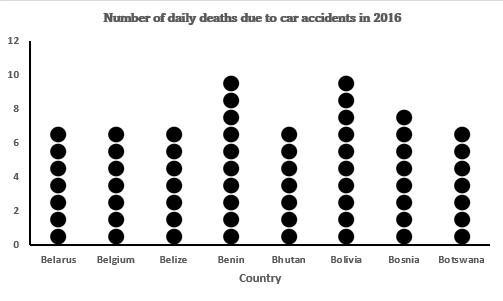 Number of daily deaths due to car accidents in 2016
12
10
8
6
4
2
0
Belarus Belgium Belize Benin Bhutan Bolivia Bosnia Botswana
Country